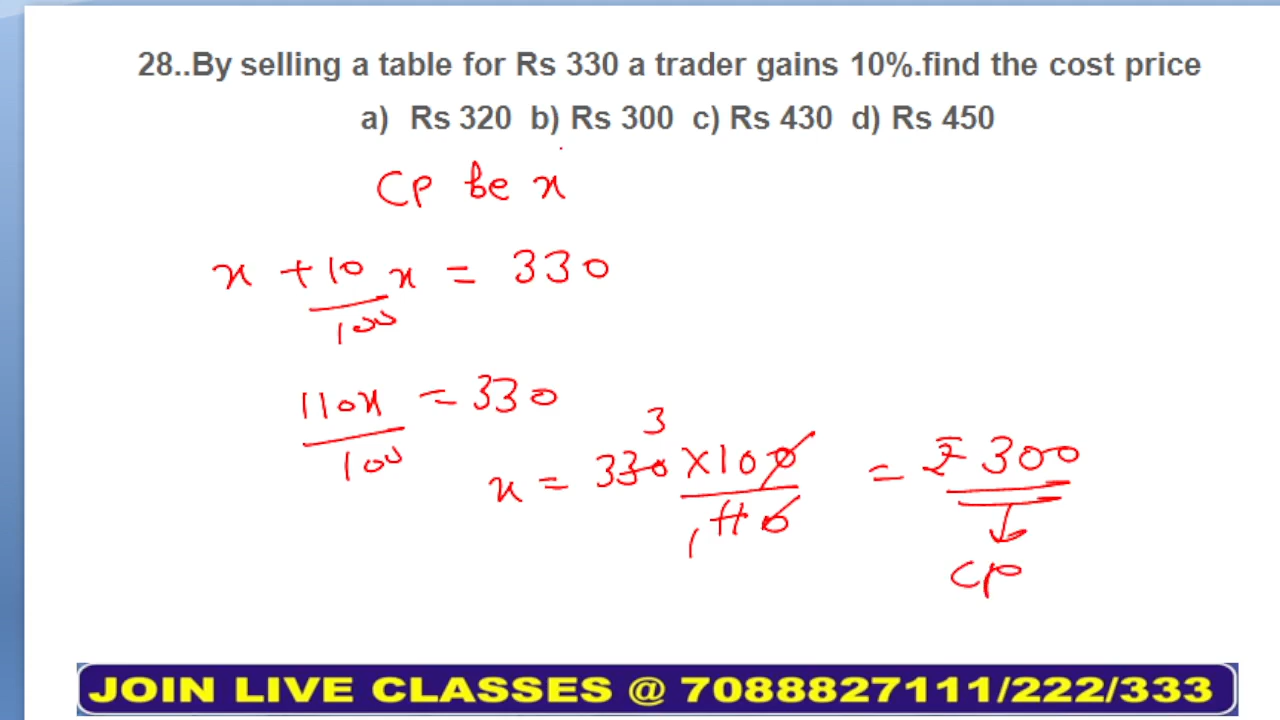 28..By selling a table for Rs 330 a trader gains 10%.find the cost price
a) Rs 320 b) Rs 300 c) Rs 430 d) Rs 450
CP be x
x + 10/100 x = 330
110x/100 = 330
3
x = 330 × 100/110 = ₹ 300
1
↓
CP
JOIN LIVE CLASSES @ 7088827111/222/333